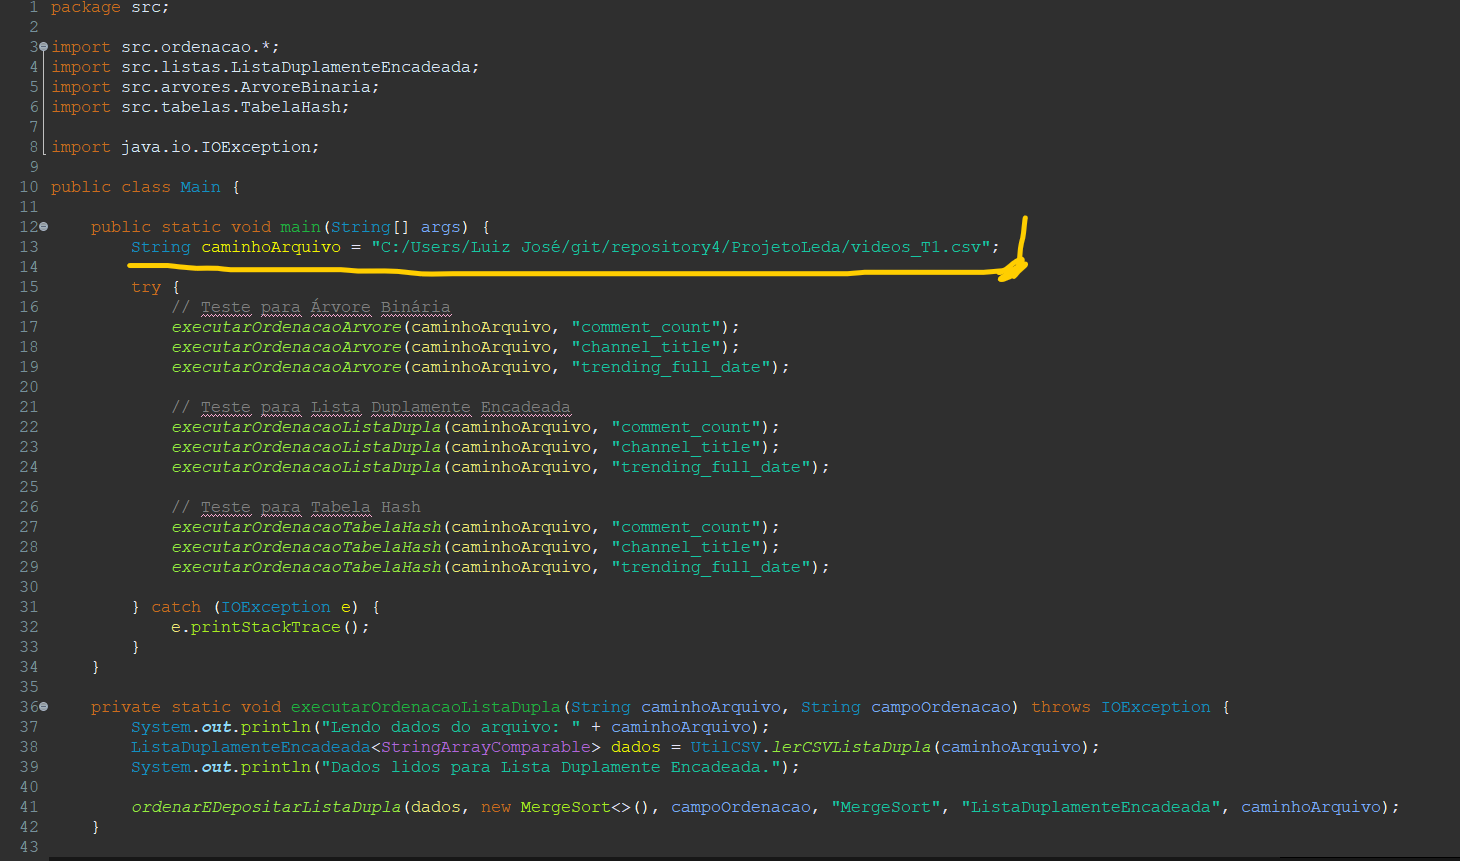 1 package src;
2
3 import src.ordenacao.*;
4 import src.listas.ListaDuplamenteEncadeada;
5 import src.arvores.ArvoreBinaria;
6 import src.tabelas.TabelaHash;
7
8 import java.io.IOException;
9
10 public class Main {
11
12 public static void main(String[] args) {
13 String caminhoArquivo = "C:/Users/Luiz José/git/repository4/ProjetoLeda/videos_T1.csv";
14
15 try {
16 // Teste para Árvore Binária
17 executarOrdenacaoArvore(caminhoArquivo, "comment_count");
18 executarOrdenacaoArvore(caminhoArquivo, "channel_title");
19 executarOrdenacaoArvore(caminhoArquivo, "trending_full_date");
20
21 // Teste para Lista Duplamente Encadeada
22 executarOrdenacaoListaDupla(caminhoArquivo, "comment_count");
23 executarOrdenacaoListaDupla(caminhoArquivo, "channel_title");
24 executarOrdenacaoListaDupla(caminhoArquivo, "trending_full_date");
25
26 // Teste para Tabela Hash
27 executarOrdenacaoTabelaHash(caminhoArquivo, "comment_count");
28 executarOrdenacaoTabelaHash(caminhoArquivo, "channel_title");
29 executarOrdenacaoTabelaHash(caminhoArquivo, "trending_full_date");
30
31 } catch (IOException e) {
32 e.printStackTrace();
33 }
34 }
35
36 private static void executarOrdenacaoListaDupla(String caminhoArquivo, String campoOrdenacao) throws IOException {
37 System.out.println("Lendo dados do arquivo: " + caminhoArquivo);
38 ListaDuplamenteEncadeada<StringArrayComparable> dados = UtilCSV.lerCSVListaDupla(caminhoArquivo);
39 System.out.println("Dados lidos para Lista Duplamente Encadeada.");
40
41 ordenarEDepositarListaDupla(dados, new MergeSort<>(), campoOrdenacao, "MergeSort", "ListaDuplamenteEncadeada", caminhoArquivo);
42 }
43